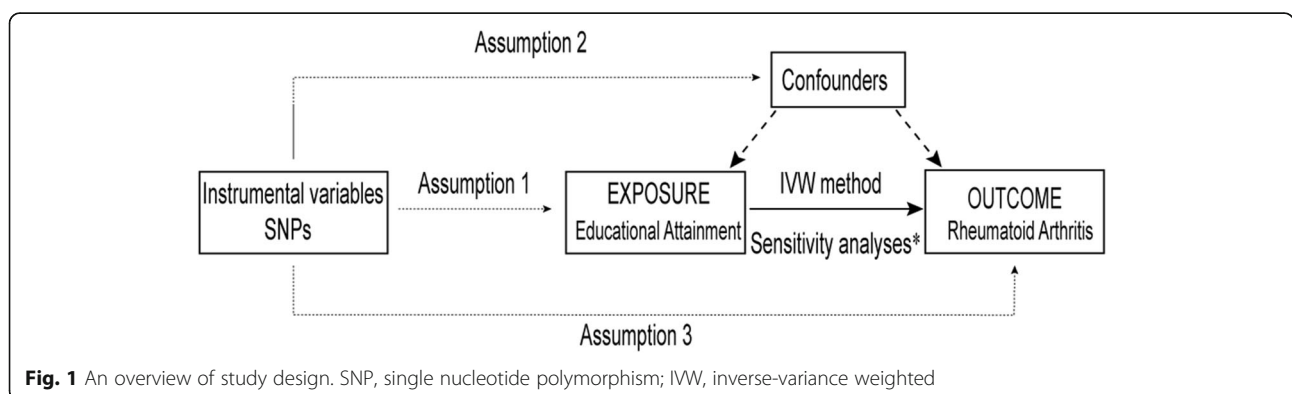 Assumption 2
Confounders
Instrumental variables
SNPs
Assumption 1
EXPOSURE
Educational Attainment
IVW method
Sensitivity analyses*
OUTCOME
Rheumatoid Arthritis
Assumption 3
Fig. 1 An overview of study design. SNP, single nucleotide polymorphism; IVW, inverse-variance weighted